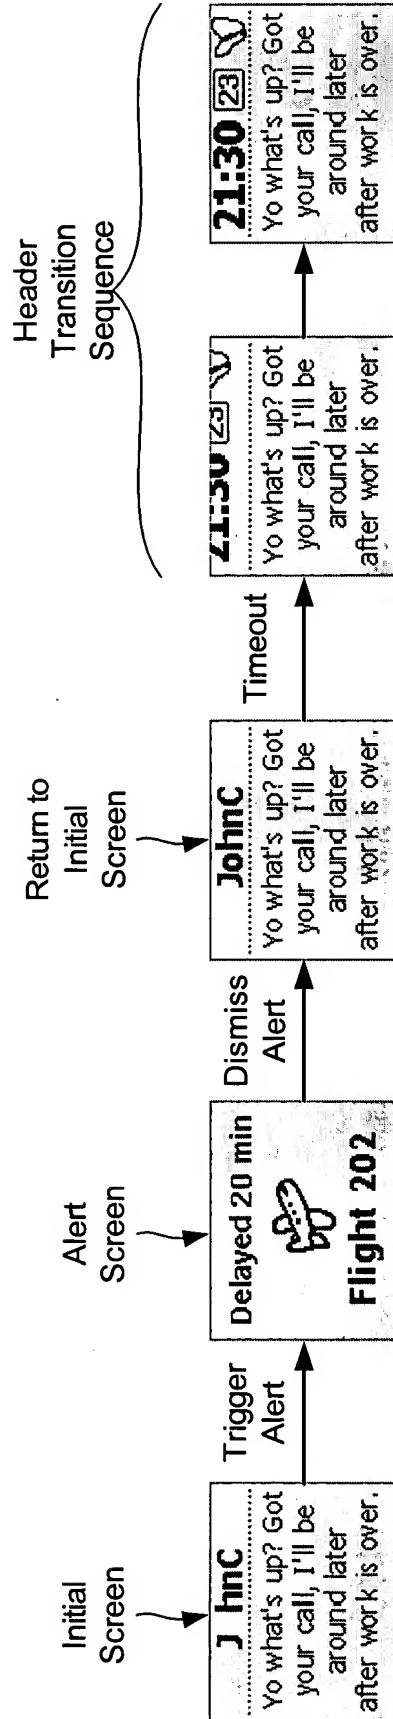 Initial
Screen
J hnC
Yo what's up? Got
your call, I'll be
around later
after work is over.
Trigger
Alert
Alert
Screen
Delayed 20 min
Flight 202
Dismiss
Alert
Return to
Initial
Screen
JohnC
Yo what's up? Got
your call, I'll be
around later
after work is over.
Timeout
Header
Transition
Sequence
21:30 23
Yo what's up? Got
your call, I'll be
around later
after work is over.
21:30 23
Yo what's up? Got
your call, I'll be
around later
after work is over.